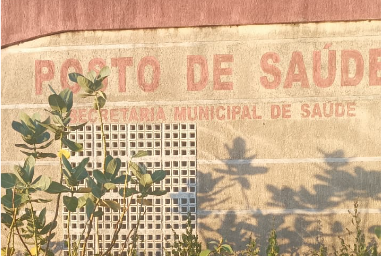 POSTO DE SAÚDE
SECRETARIA MUNICIPAL DE SAÚDE